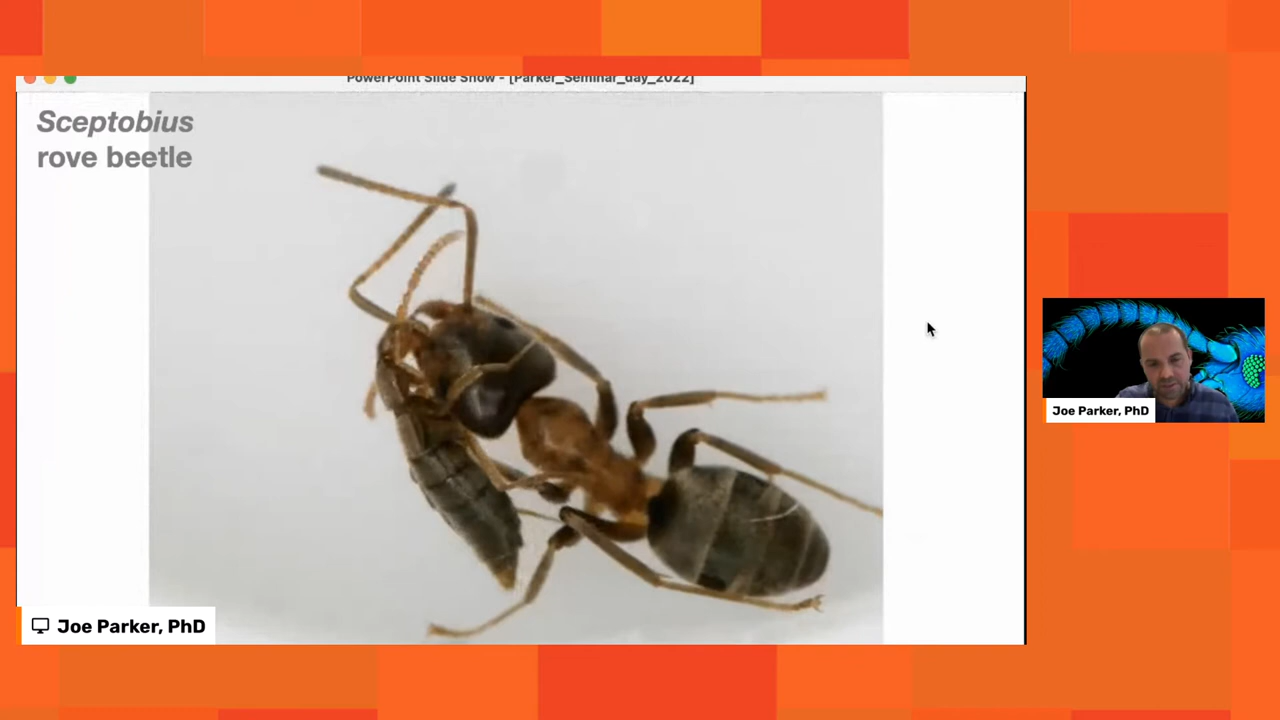 PowerPoint Slide Show - [Parker_Seminar_day_2022]
Sceptobius
rove beetle
Joe Parker, PhD
Joe Parker, PhD